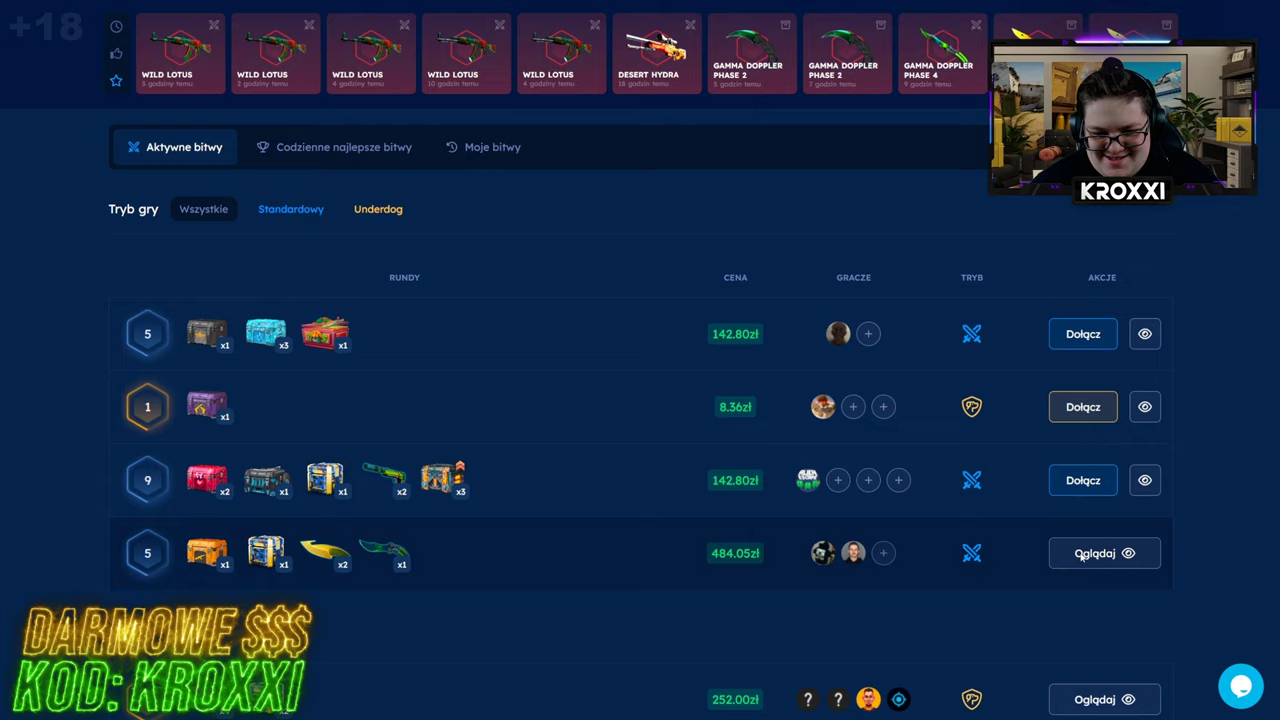 +18
WILD LOTUS
3 godziny temu
WILD LOTUS
2 godziny temu
WILD LOTUS
4 godziny temu
WILD LOTUS
10 godzin temu
WILD LOTUS
4 godziny temu
DESERT HYDRA
18 godzin temu
GAMMA DOPPLER
PHASE 2
5 godzin temu
GAMMA DOPPLER
PHASE 2
7 godzin temu
GAMMA DOPPLER
PHASE 4
9 godzin temu
KROXXI
Aktywne bitwy
Codzienne najlepsze bitwy
Moje bitwy
Tryb gry
Wszystkie
Standardowy
Underdog
RUNDY
CENA
GRACZE
TRYB
AKCJE
5
x1
x3
x1
142.80zł
Dołącz
1
x1
8.36zł
Dołącz
9
x2
x1
x1
x2
x3
142.80zł
Dołącz
5
x1
x1
x2
x1
484.05zł
Oglądaj
DARMOWE $$$
KOD: KROXXI
252.00zł
? ?
Oglądaj